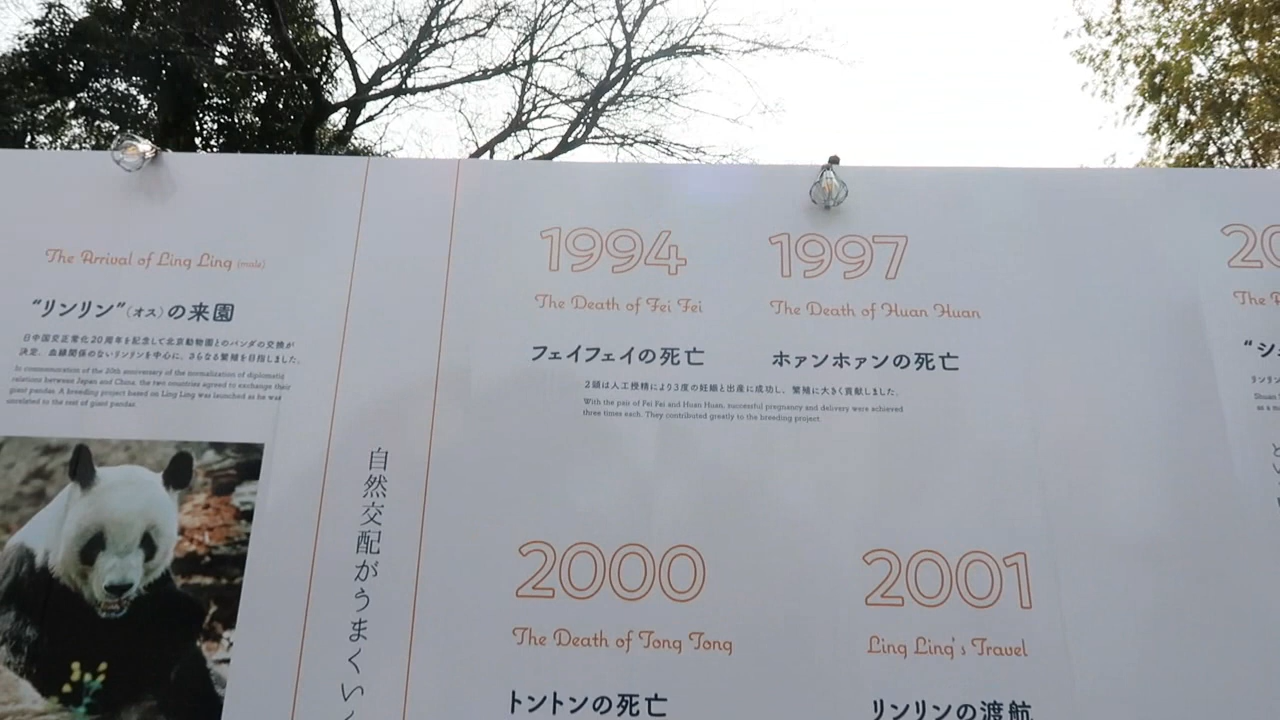 The Arrival of Ling Ling (male)
“リンリン”（オス）の来園
日中国交正常化20周年を記念して北京動物園とのパンダの交換が
決定。血縁関係のないリンリンを中心に、さらなる繁殖を目指しました。
In commemoration of the 20th anniversary of the normalization of diplomatic
relations between Japan and China, the two countries agreed to exchange their
giant pandas. A breeding project based on Ling Ling was launched as he was
unrelated to the rest of giant pandas.
自然交配がうまくい
1994
The Death of Fei Fei
フェイフェイの死亡
1997
The Death of Huan Huan
ホァンホァンの死亡
2頭は人工授精により3度の妊娠と出産に成功し、繁殖に大きく貢献しました。
With the pair of Fei Fei and Huan Huan, successful pregnancy and delivery were achieved
three times each. They contributed greatly to the breeding project.
2000
The Death of Tong Tong
トントンの死亡
2001
Ling Ling's Travel
リンリンの渡航
20
The
“シ
リンリン
Shuan
as a